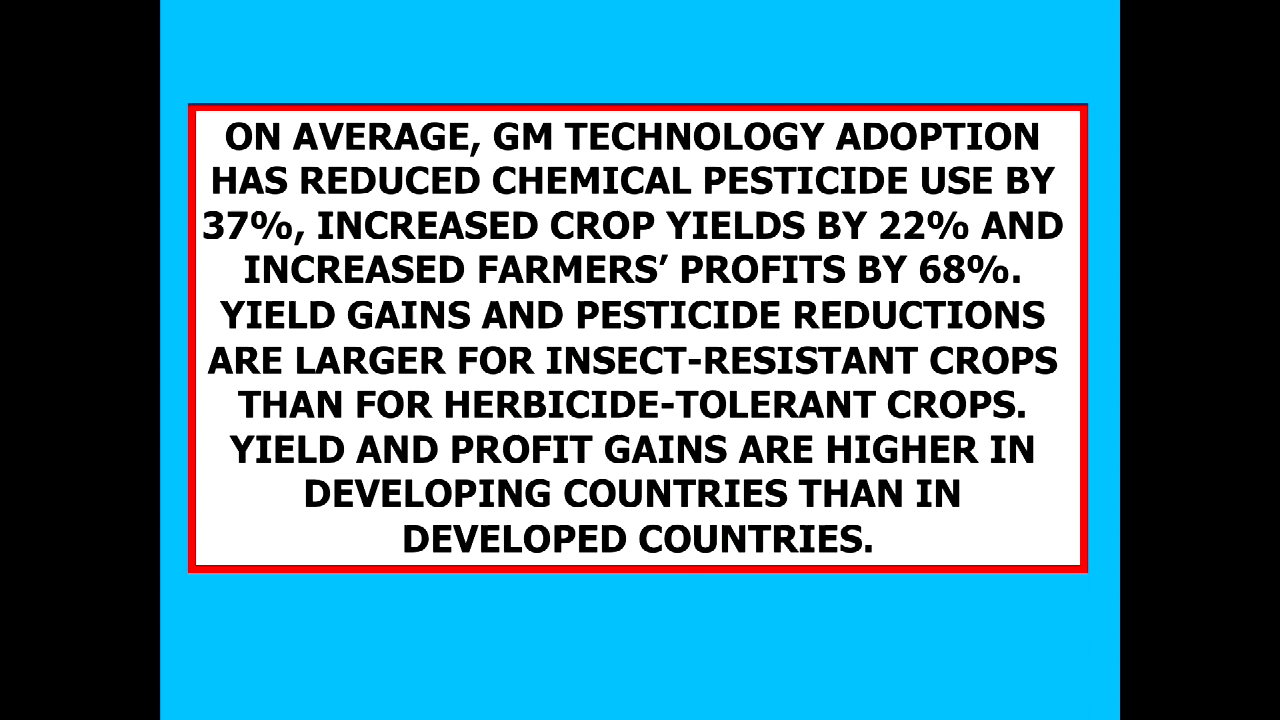 ON AVERAGE, GM TECHNOLOGY ADOPTION
HAS REDUCED CHEMICAL PESTICIDE USE BY
37%, INCREASED CROP YIELDS BY 22% AND
INCREASED FARMERS’ PROFITS BY 68%.
YIELD GAINS AND PESTICIDE REDUCTIONS
ARE LARGER FOR INSECT-RESISTANT CROPS
THAN FOR HERBICIDE-TOLERANT CROPS.
YIELD AND PROFIT GAINS ARE HIGHER IN
DEVELOPING COUNTRIES THAN IN
DEVELOPED COUNTRIES.